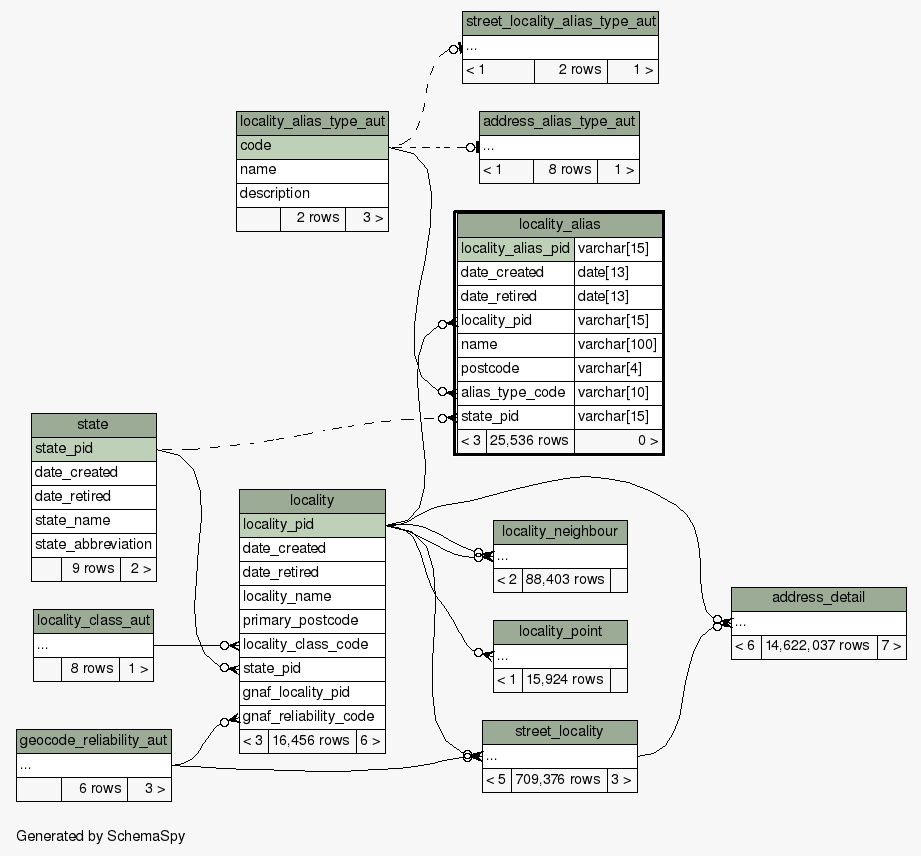 street_locality_alias_type_aut
...
< 1 2 rows 1 >
locality_alias_type_aut
code
name
description
2 rows 3 >
address_alias_type_aut
...
< 1 8 rows 1 >
locality_alias
locality_alias_pid varchar[15]
date_created date[13]
date_retired date[13]
locality_pid varchar[15]
name varchar[100]
postcode varchar[4]
alias_type_code varchar[10]
state_pid varchar[15]
< 3 25,536 rows 0 >
state
state_pid
date_created
date_retired
state_name
state_abbreviation
9 rows 2 >
locality
locality_pid
date_created
date_retired
locality_name
primary_postcode
locality_class_code
state_pid
gnaf_locality_pid
gnaf_reliability_code
< 3 16,456 rows 6 >
locality_neighbour
...
< 2 88,403 rows
address_detail
...
< 6 14,622,037 rows 7 >
locality_class_aut
...
8 rows 1 >
locality_point
...
< 1 15,924 rows
geocode_reliability_aut
...
6 rows 3 >
street_locality
...
< 5 709,376 rows 3 >
Generated by SchemaSpy